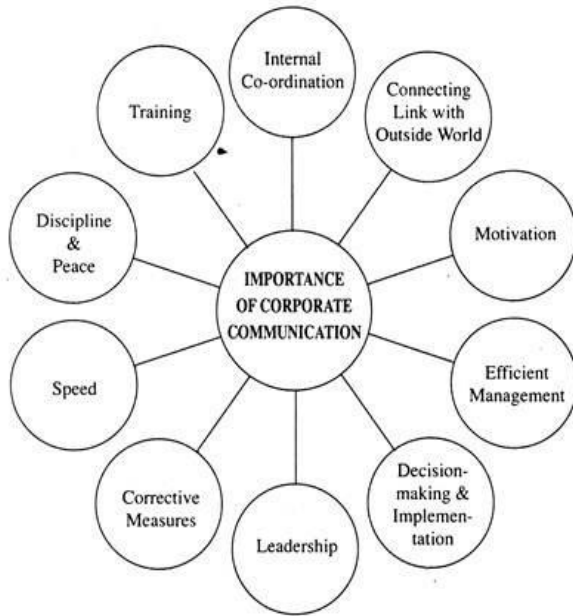 Internal
Co-ordination
Connecting
Link with
Outside World
Motivation
Efficient
Management
Decision-
making &
Implemen-
tation
Leadership
Corrective
Measures
Speed
Discipline
&
Peace
Training
IMPORTANCE
OF CORPORATE
COMMUNICATION